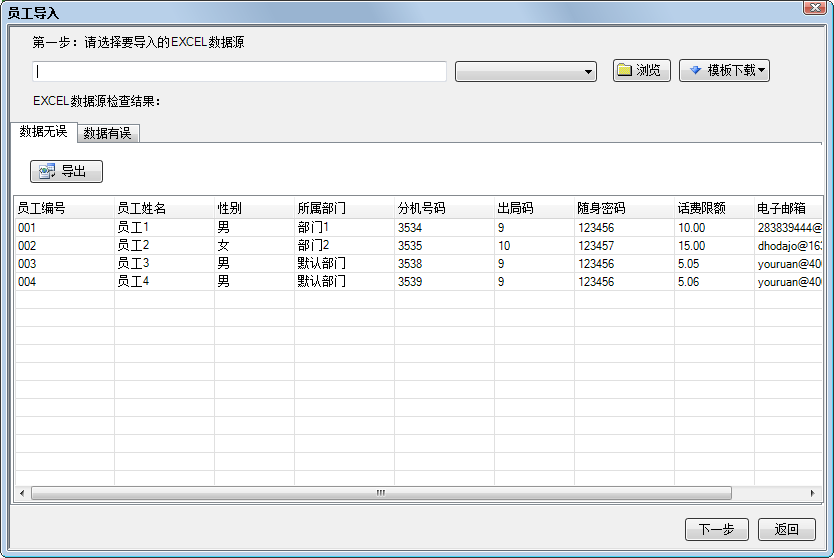 员工导入
第一步：请选择要导入的EXCEL数据源
浏览 模板下载
EXCEL数据源检查结果：
数据无误 数据有误
导出
员工编号 员工姓名 性别 所属部门 分机号码 出局码 随身密码 话费限额 电子邮箱
001 员工1 男 部门1 3534 9 123456 10.00 283839444@
002 员工2 女 部门2 3535 10 123457 15.00 dhodajo@163
003 员工3 男 默认部门 3538 9 123456 5.05 youruan@40
004 员工4 男 默认部门 3539 9 123456 5.06 youruan@40
下一步 返回